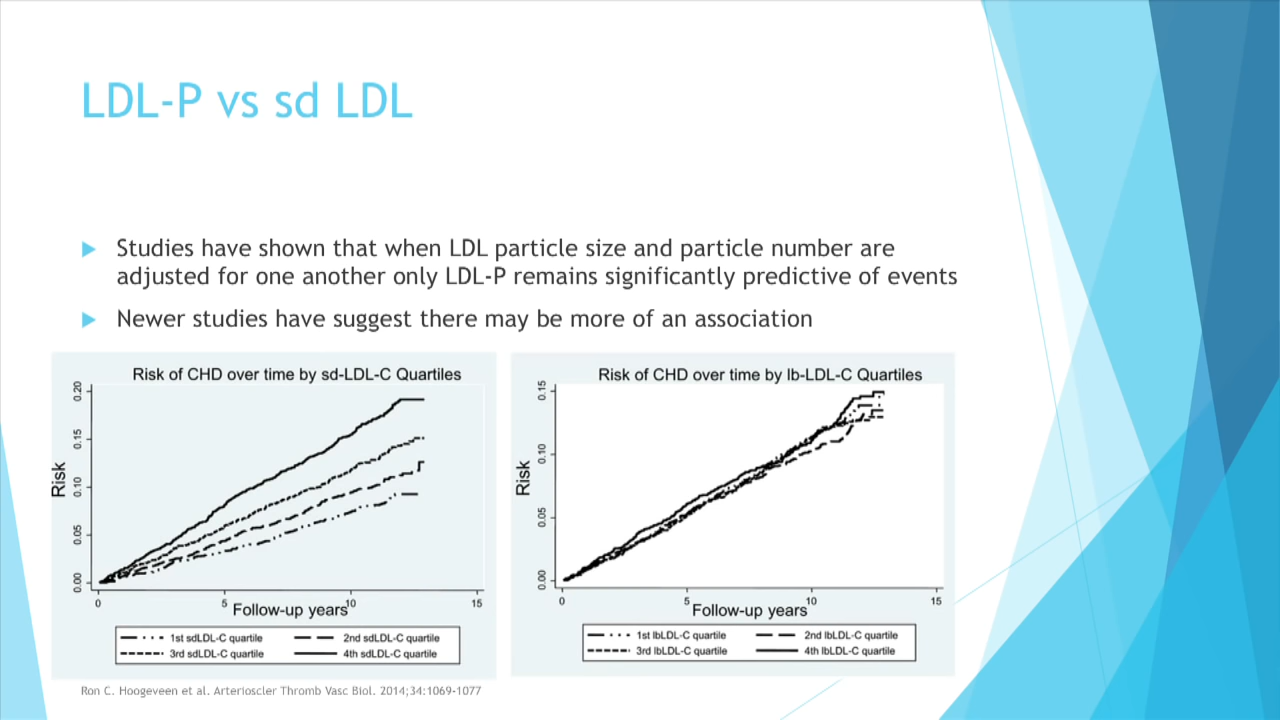 LDL-P vs sd LDL
Studies have shown that when LDL particle size and particle number are
adjusted for one another only LDL-P remains significantly predictive of events
Newer studies have suggest there may be more of an association
Risk of CHD over time by sd-LDL-C Quartiles
Risk
0.20
0.15
0.10
0.05
0.00
0 5 10 15
Follow-up years
1st sdLDL-C quartile 2nd sdLDL-C quartile
3rd sdLDL-C quartile 4th sdLDL-C quartile
Risk of CHD over time by lb-LDL-C Quartiles
Risk
0.15
0.10
0.05
0.00
0 5 10 15
Follow-up years
1st lbLDL-C quartile 2nd lbLDL-C quartile
3rd lbLDL-C quartile 4th lbLDL-C quartile
Ron C. Hoogeveen et al. Arterioscler Thromb Vasc Biol. 2014;34:1069-1077